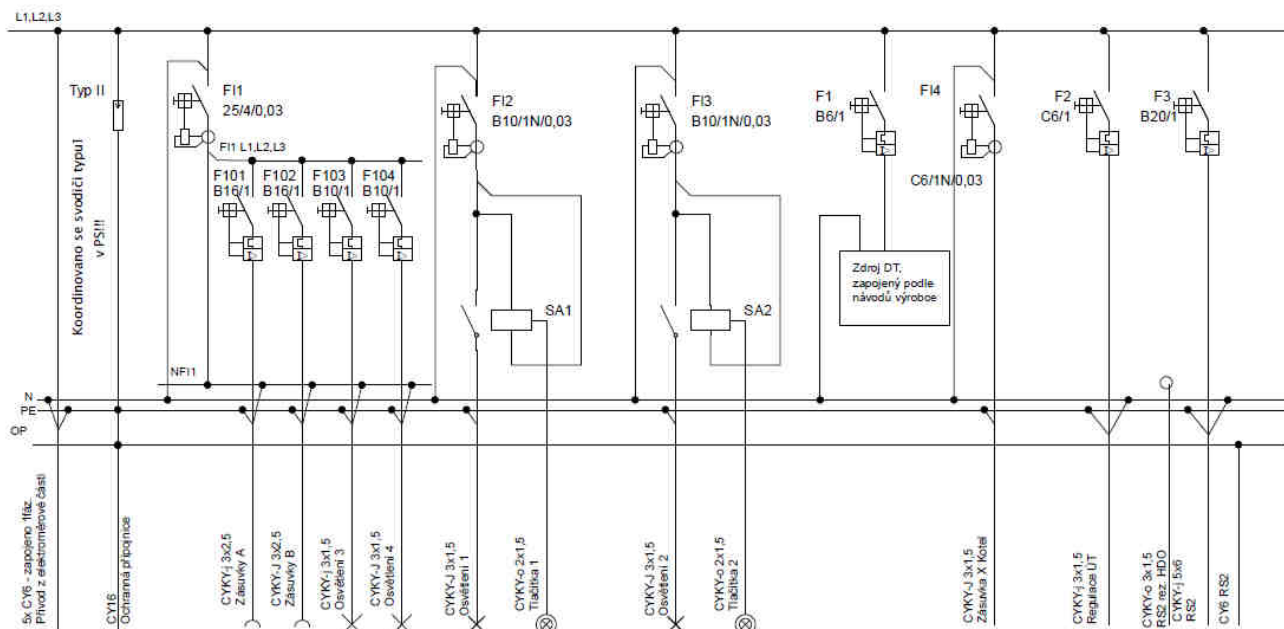 L1,L2,L3
Typ II
Koordinovano se svodiči typu1
v PS!!!
FI1
25/4/0,03
FI1 L1,L2,L3
F101
B16/1
F102
B16/1
F103
B10/1
F104
B10/1
FI2
B10/1N/0,03
SA1
FI3
B10/1N/0,03
SA2
F1
B6/1
Zdroj DT,
zapojený podle
návodů výrobce
FI4
C6/1N/0,03
F2
C6/1
F3
B20/1
NFI1
N
PE
OP
5x CY6 - zapojeno 1fáz.
Přívod z elektroměrové části
CY16
Ochranná přípojnice
CYKY-j 3x2,5
Zásuvky A
CYKY-J 3x2,5
Zásuvky B
CYKY-j 3x1,5
Osvětlení 3
CYKY-J 3x1,5
Osvětlení 4
CYKY-J 3x1,5
Osvětlení 1
CYKY-o 2x1,5
Tlačítka 1
CYKY-J 3x1,5
Osvětlení 2
CYKY-o 2x1,5
Tlačítka 2
CYKY-J 3x1,5
Zásuvka X Kotel
CYKY-j 3x1,5
Regulace ÚT
CYKY-o 3x1,5
RS2 rez. HDO
CYKY-j 5x6
RS2
CY6 RS2